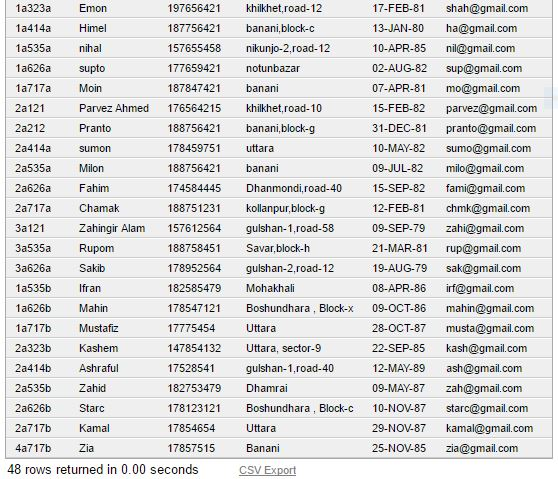 1a323a Emon 197656421 khilkhet,road-12 17-FEB-81 shah@gmail.com
1a414a Himel 187756421 banani,block-c 13-JAN-80 ha@gmail.com
1a535a nihal 157655458 nikunjo-2,road-12 10-APR-85 nil@gmail.com
1a626a supto 177659421 notunbazar 02-AUG-82 sup@gmail.com
1a717a Moin 187847421 banani 07-APR-81 mo@gmail.com
2a121 Parvez Ahmed 176564215 khilkhet,road-10 15-FEB-82 parvez@gmail.com
2a212 Pranto 188756421 banani,block-g 31-DEC-81 pranto@gmail.com
2a414a sumon 178459751 uttara 10-MAY-82 sumo@gmail.com
2a535a Milon 188756421 banani 09-JUL-82 milo@gmail.com
2a626a Fahim 174584445 Dhanmondi,road-40 15-SEP-82 fami@gmail.com
2a717a Chamak 188751231 kollanpur,block-g 12-FEB-81 chmk@gmail.com
3a121 Zahingir Alam 157612564 gulshan-1,road-58 09-SEP-79 zahi@gmail.com
3a535a Rupom 188758451 Savar,block-h 21-MAR-81 rup@gmail.com
3a626a Sakib 178952564 gulshan-2,road-12 19-AUG-79 sak@gmail.com
1a535b Ifran 182585479 Mohakhali 08-APR-86 irf@gmail.com
1a626b Mahin 178547121 Boshundhara , Block-x 09-OCT-86 mahin@gmail.com
1a717b Mustafiz 17775454 Uttara 28-OCT-87 musta@gmail.com
2a323b Kashem 147854132 Uttara, sector-9 22-SEP-85 kash@gmail.com
2a414b Ashraful 17528541 gulshan-1,road-40 12-MAY-89 ash@gmail.com
2a535b Zahid 182753479 Dhamrai 09-MAY-87 zah@gmail.com
2a626b Starc 178123121 Boshundhara , Block-c 10-NOV-87 starc@gmail.com
2a717b Kamal 17854654 Uttara 29-NOV-87 kamal@gmail.com
4a717b Zia 17857515 Banani 25-NOV-85 zia@gmail.com
48 rows returned in 0.00 seconds CSV Export